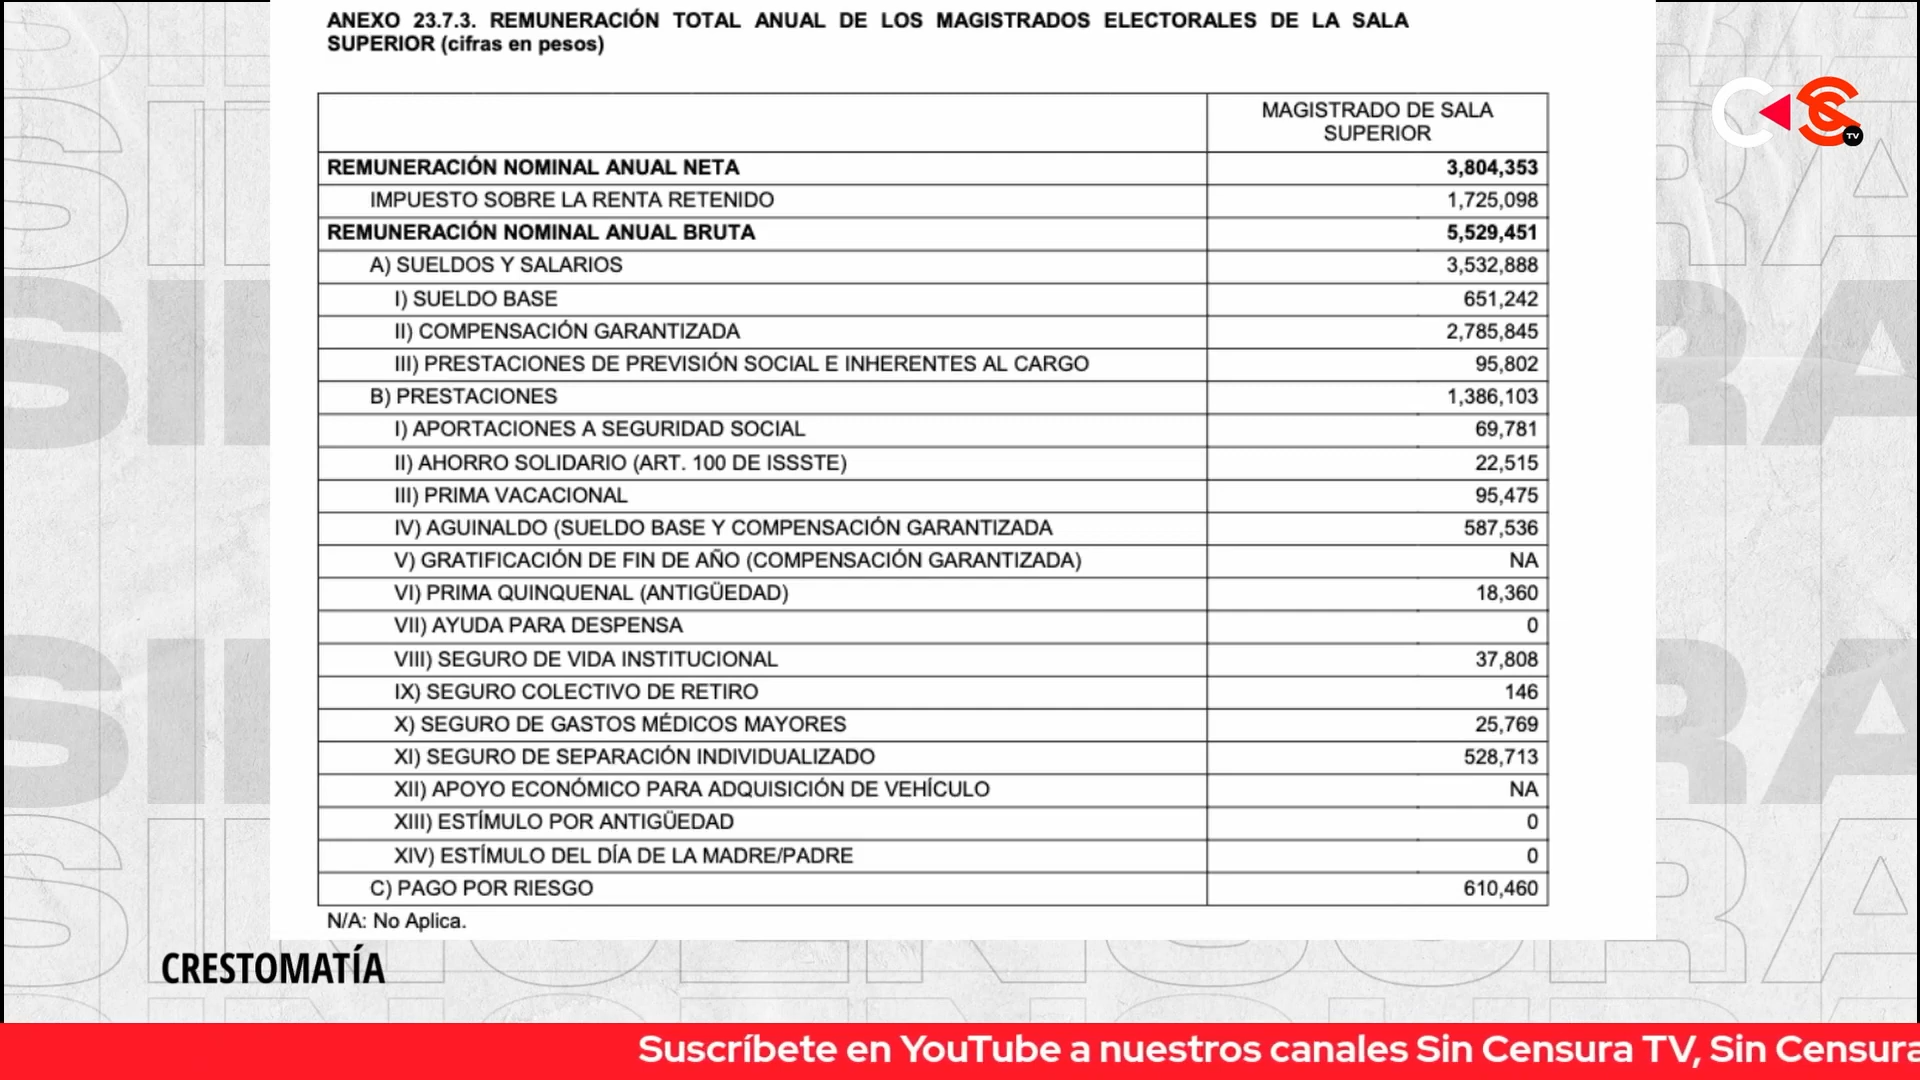 ANEXO 23.7.3. REMUNERACIÓN TOTAL ANUAL DE LOS MAGISTRADOS ELECTORALES DE LA SALA
SUPERIOR (cifras en pesos)
MAGISTRADO DE SALA
SUPERIOR
REMUNERACIÓN NOMINAL ANUAL NETA 3,804,353
IMPUESTO SOBRE LA RENTA RETENIDO 1,725,098
REMUNERACIÓN NOMINAL ANUAL BRUTA 5,529,451
A) SUELDOS Y SALARIOS 3,532,888
I) SUELDO BASE 651,242
II) COMPENSACIÓN GARANTIZADA 2,785,845
III) PRESTACIONES DE PREVISIÓN SOCIAL E INHERENTES AL CARGO 95,802
B) PRESTACIONES 1,386,103
I) APORTACIONES A SEGURIDAD SOCIAL 69,781
II) AHORRO SOLIDARIO (ART. 100 DE ISSSTE) 22,515
III) PRIMA VACACIONAL 95,475
IV) AGUINALDO (SUELDO BASE Y COMPENSACIÓN GARANTIZADA 587,536
V) GRATIFICACIÓN DE FIN DE AÑO (COMPENSACIÓN GARANTIZADA) NA
VI) PRIMA QUINQUENAL (ANTIGÜEDAD) 18,360
VII) AYUDA PARA DESPENSA 0
VIII) SEGURO DE VIDA INSTITUCIONAL 37,808
IX) SEGURO COLECTIVO DE RETIRO 146
X) SEGURO DE GASTOS MÉDICOS MAYORES 25,769
XI) SEGURO DE SEPARACIÓN INDIVIDUALIZADO 528,713
XII) APOYO ECONÓMICO PARA ADQUISICIÓN DE VEHÍCULO NA
XIII) ESTÍMULO POR ANTIGÜEDAD 0
XIV) ESTÍMULO DEL DÍA DE LA MADRE/PADRE 0
C) PAGO POR RIESGO 610,460
N/A: No Aplica.
TV
CRESTOMATÍA
Suscríbete en YouTube a nuestros canales Sin Censura TV, Sin Censura